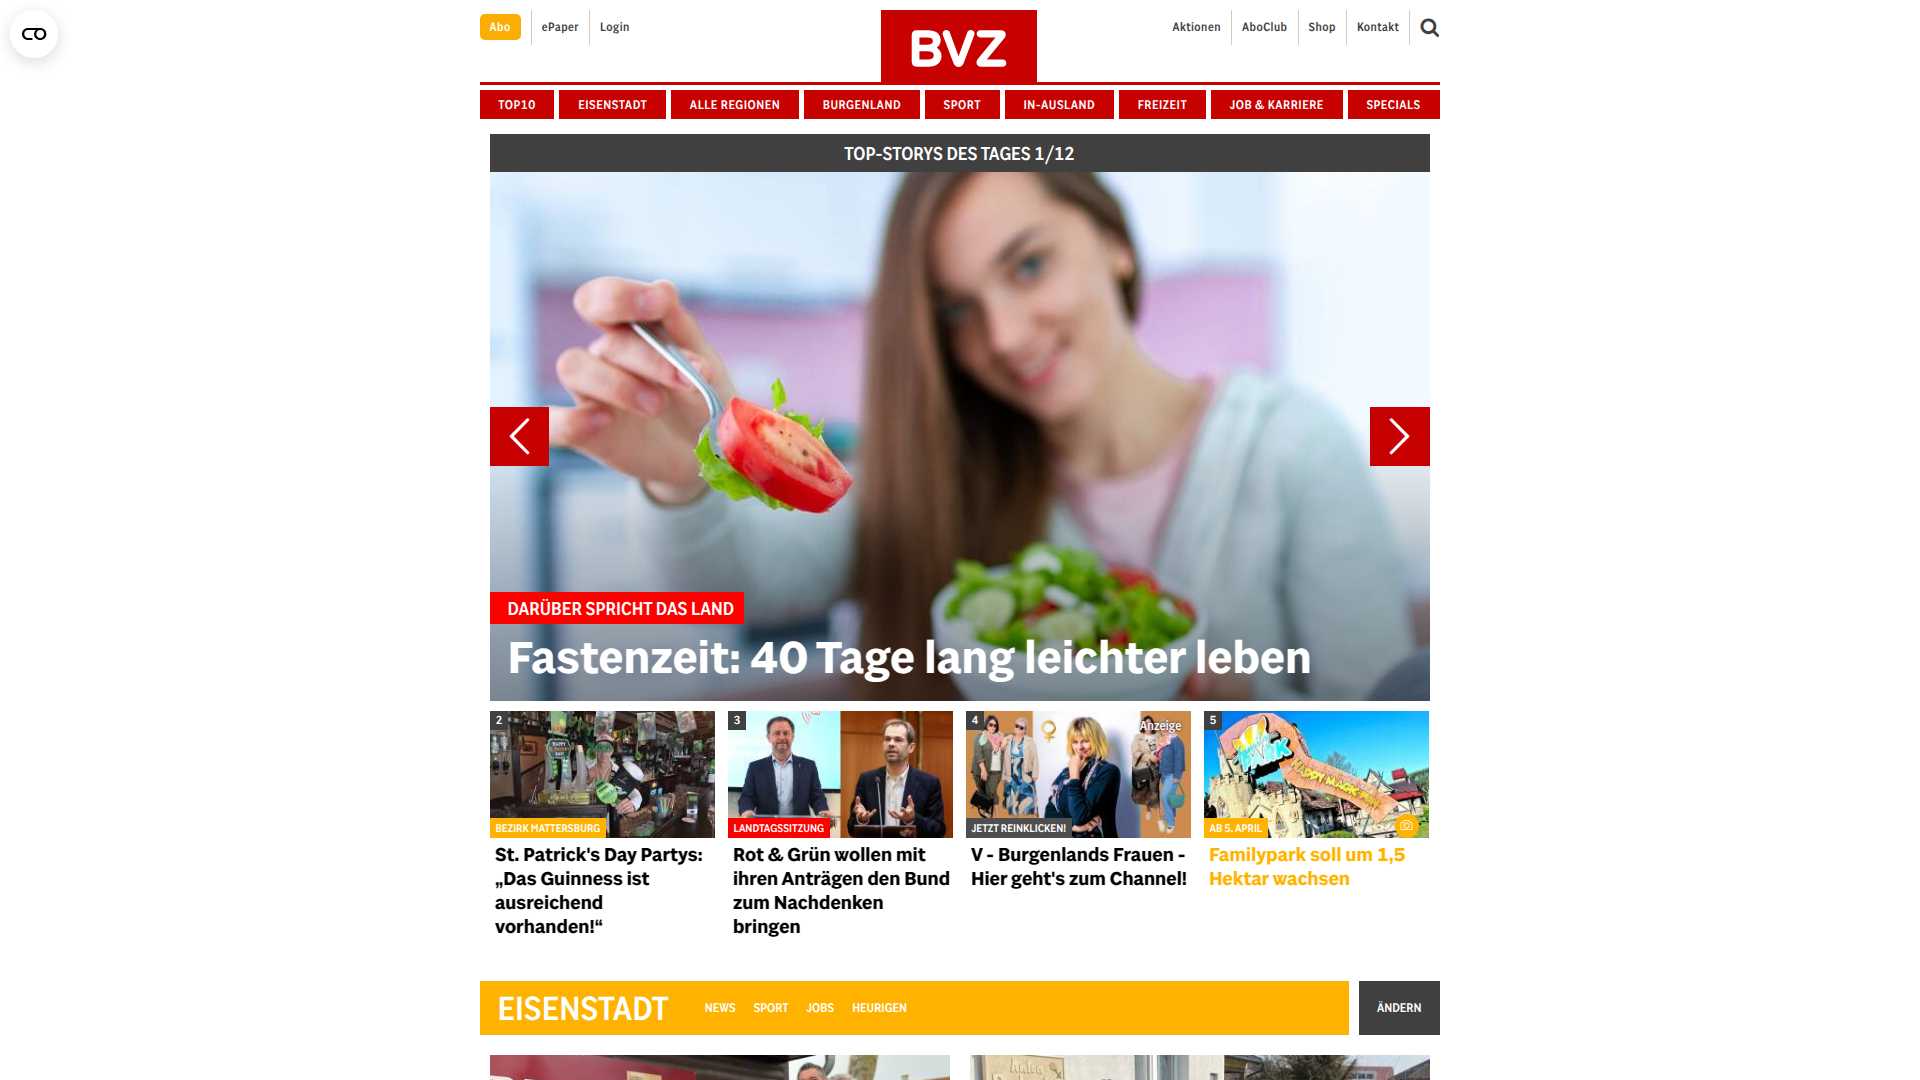 Abo
ePaper
Login
BVZ
Aktionen
AboClub
Shop
Kontakt
TOP10
EISENSTADT
ALLE REGIONEN
BURGENLAND
SPORT
IN-AUSLAND
FREIZEIT
JOB & KARRIERE
SPECIALS
TOP-STORYS DES TAGES 1/12
DARÜBER SPRICHT DAS LAND
Fastenzeit: 40 Tage lang leichter leben
2
BEZIRK MATTERSBURG
St. Patrick's Day Partys:
„Das Guinness ist
ausreichend
vorhanden!“
3
LANDTAGSSITZUNG
Rot & Grün wollen mit
ihren Anträgen den Bund
zum Nachdenken
bringen
4
Anzeige
JETZT REINKLICKEN!
V - Burgenlands Frauen -
Hier geht's zum Channel!
5
AB 5. APRIL
Familypark soll um 1,5
Hektar wachsen
EISENSTADT
NEWS
SPORT
JOBS
HEURIGEN
ÄNDERN